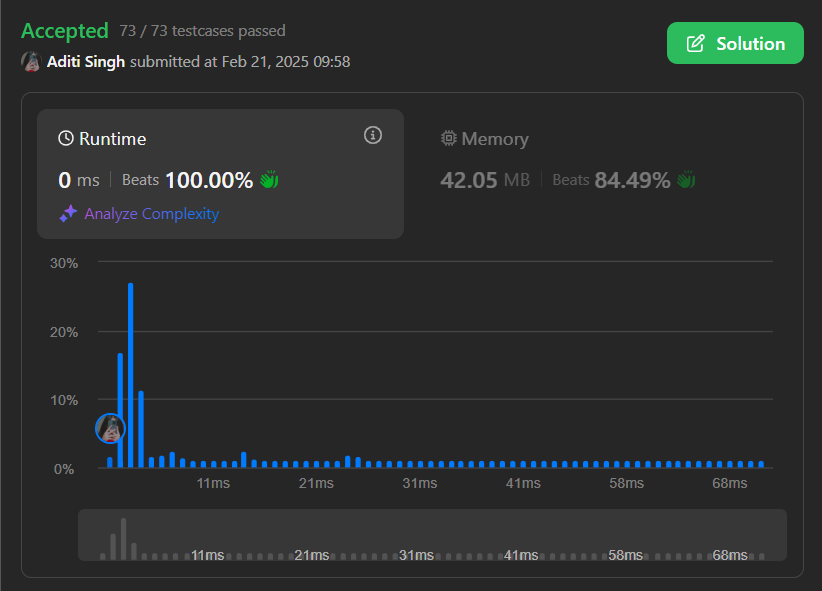 Accepted 73 / 73 testcases passed
Solution
Aditi Singh submitted at Feb 21, 2025 09:58
Runtime
Memory
0 ms Beats 100.00%
42.05 MB Beats 84.49%
Analyze Complexity
30%
20%
10%
0%
11ms 21ms 31ms 41ms 58ms 68ms
11ms 21ms 31ms 41ms 58ms 68ms